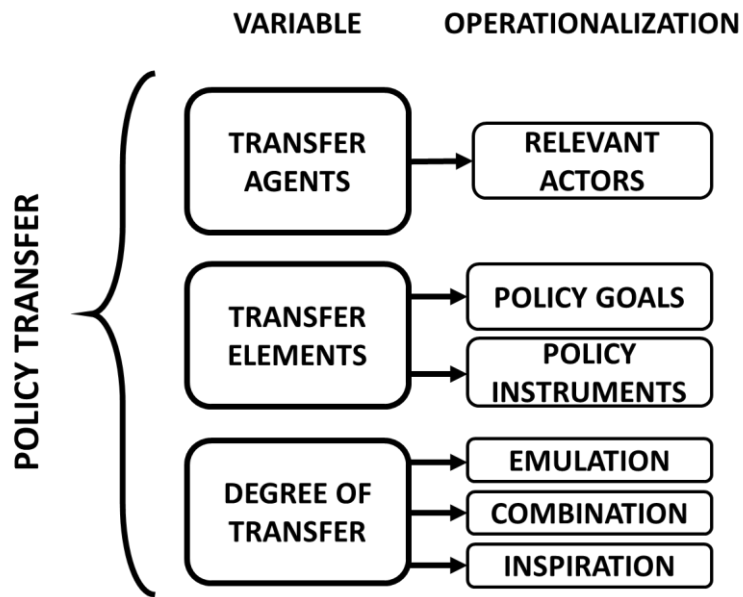 VARIABLE
OPERATIONALIZATION
POLICY TRANSFER
TRANSFER
AGENTS
RELEVANT
ACTORS
TRANSFER
ELEMENTS
POLICY GOALS
POLICY
INSTRUMENTS
DEGREE OF
TRANSFER
EMULATION
COMBINATION
INSPIRATION